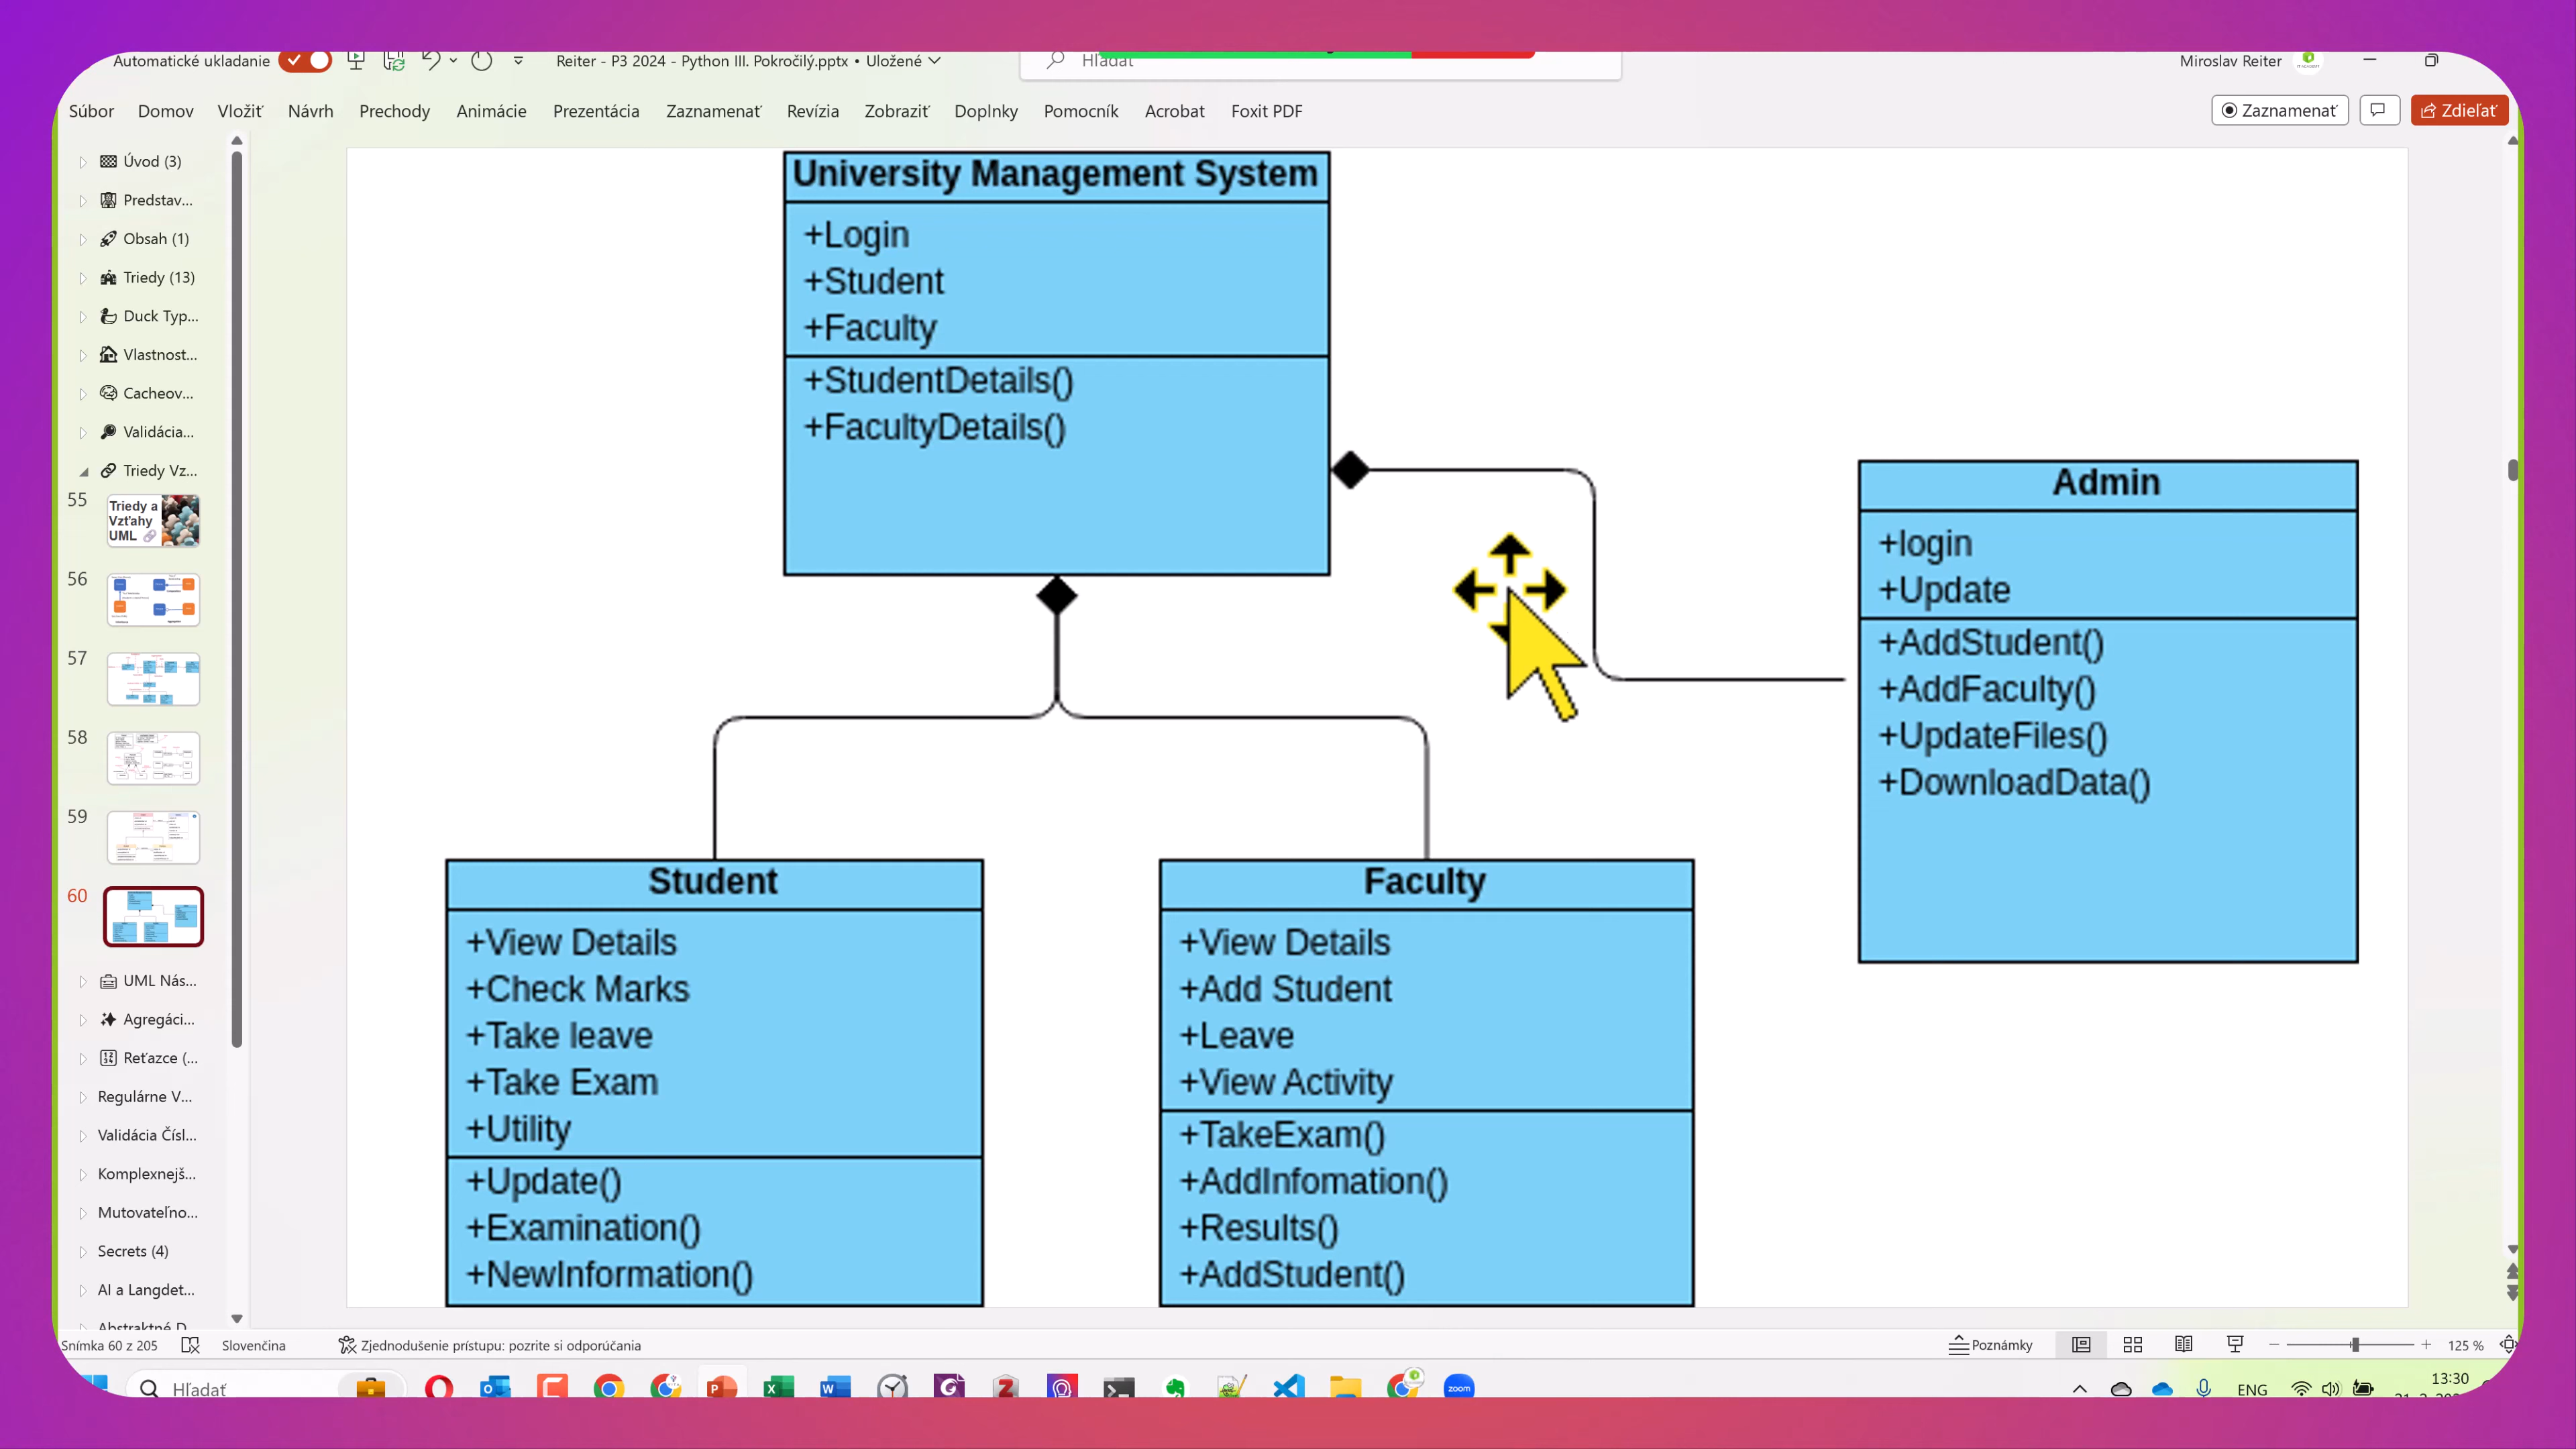 Automatické ukladanie
Reiter - P3 2024 - Python III. Pokročilý.pptx • Uložené
Hľadať
Miroslav Reiter
Súbor Domov Vložiť Návrh Prechody Animácie Prezentácia Zaznamenať Revízia Zobraziť Doplnky Pomocník Acrobat Foxit PDF
Zaznamenať
Zdieľať
Úvod (3)
Predstav...
Obsah (1)
Triedy (13)
Duck Typ...
Vlastnost...
Cacheov...
Validácia...
Triedy Vz...
55
Triedy a
Vzťahy
UML
56
57
58
59
60
UML Nás...
Agregáci...
Reťazce (...
Regulárne V...
Validácia Čísl...
Komplexnejš...
Mutovateľno...
Secrets (4)
AI a Langdet...
Abstraktné D
University Management System
+Login
+Student
+Faculty
+StudentDetails()
+FacultyDetails()
Admin
+login
+Update
+AddStudent()
+AddFaculty()
+UpdateFiles()
+DownloadData()
Student
+View Details
+Check Marks
+Take leave
+Take Exam
+Utility
+Update()
+Examination()
+NewInformation()
Faculty
+View Details
+Add Student
+Leave
+View Activity
+TakeExam()
+AddInfomation()
+Results()
+AddStudent()
Snímka 60 z 205
Slovenčina
Zjednodušenie prístupu: pozrite si odporúčania
Poznámky
125 %
Hľadať
zoom
ENG
13:30